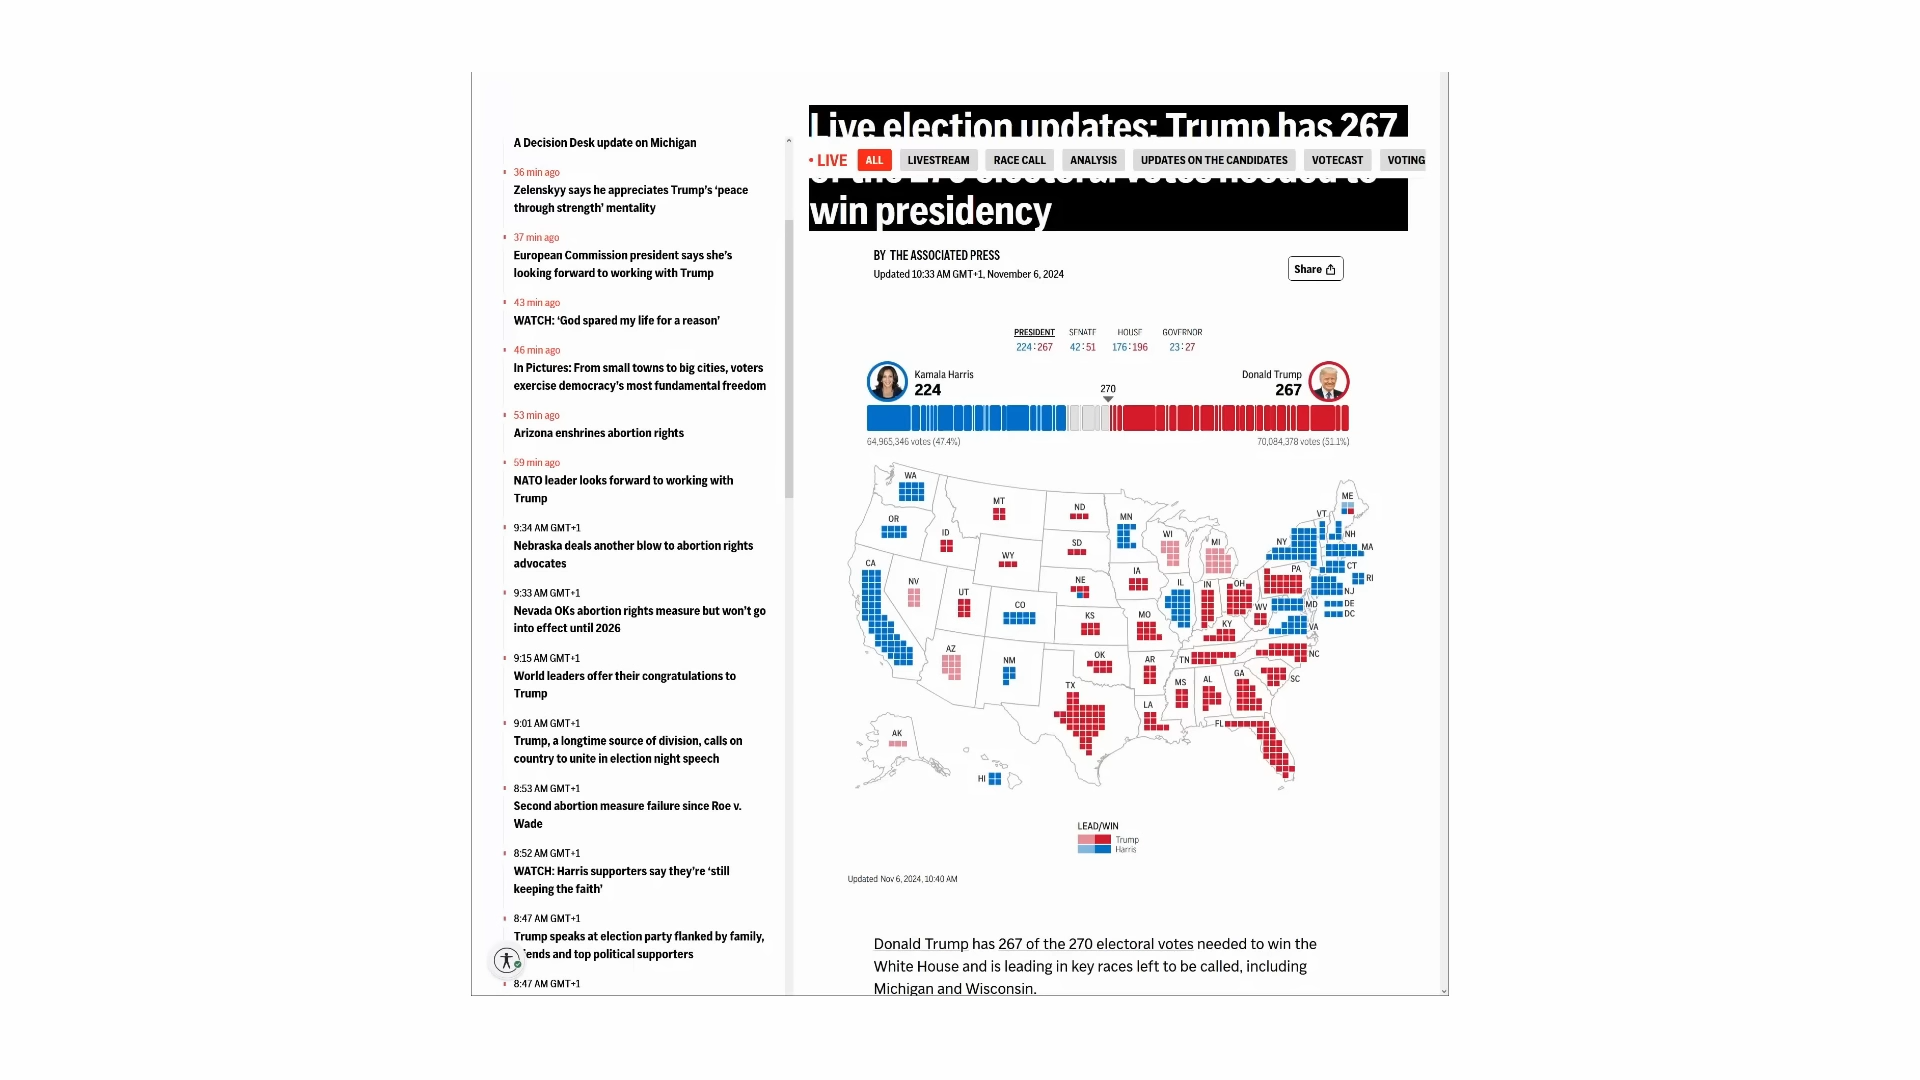 A Decision Desk update on Michigan
36 min ago
Zelenskyy says he appreciates Trump’s ‘peace
through strength’ mentality
37 min ago
European Commission president says she’s
looking forward to working with Trump
43 min ago
WATCH: ‘God spared my life for a reason’
46 min ago
In Pictures: From small towns to big cities, voters
exercise democracy’s most fundamental freedom
53 min ago
Arizona enshrines abortion rights
59 min ago
NATO leader looks forward to working with
Trump
9:34 AM GMT+1
Nebraska deals another blow to abortion rights
advocates
9:33 AM GMT+1
Nevada OKs abortion rights measure but won’t go
into effect until 2026
9:15 AM GMT+1
World leaders offer their congratulations to
Trump
9:01 AM GMT+1
Trump, a longtime source of division, calls on
country to unite in election night speech
8:53 AM GMT+1
Second abortion measure failure since Roe v.
Wade
8:52 AM GMT+1
WATCH: Harris supporters say they’re ‘still
keeping the faith’
8:47 AM GMT+1
Trump speaks at election party flanked by family,
ends and top political supporters
8:47 AM GMT+1
Live election updates: Trump has 267
LIVE ALL LIVESTREAM RACE CALL ANALYSIS UPDATES ON THE CANDIDATES VOTECAST VOTING
of the 270 electoral votes needed to
win presidency
BY THE ASSOCIATED PRESS
Updated 10:33 AM GMT+1, November 6, 2024
Share
PRESIDENT SENATE HOUSE GOVERNOR
224:267 42:51 176:196 23:27
Kamala Harris
224
270
Donald Trump
267
64,965,346 votes (47.4%)
70,084,378 votes (51.1%)
WA
MT
ND
MN
ME
VT
OR
ID
WY
SD
WI
MI
NY
NH
MA
CT
RI
CA
NV
UT
CO
NE
IA
IL
IN
OH
PA
NJ
MD
DE
DC
KS
MO
KY
WV
VA
AZ
NM
OK
AR
TN
NC
SC
TX
LA
MS
AL
GA
FL
AK
HI
LEAD/WIN
Trump
Harris
Updated Nov 6, 2024, 10:40 AM
Donald Trump has 267 of the 270 electoral votes needed to win the
White House and is leading in key races left to be called, including
Michigan and Wisconsin.